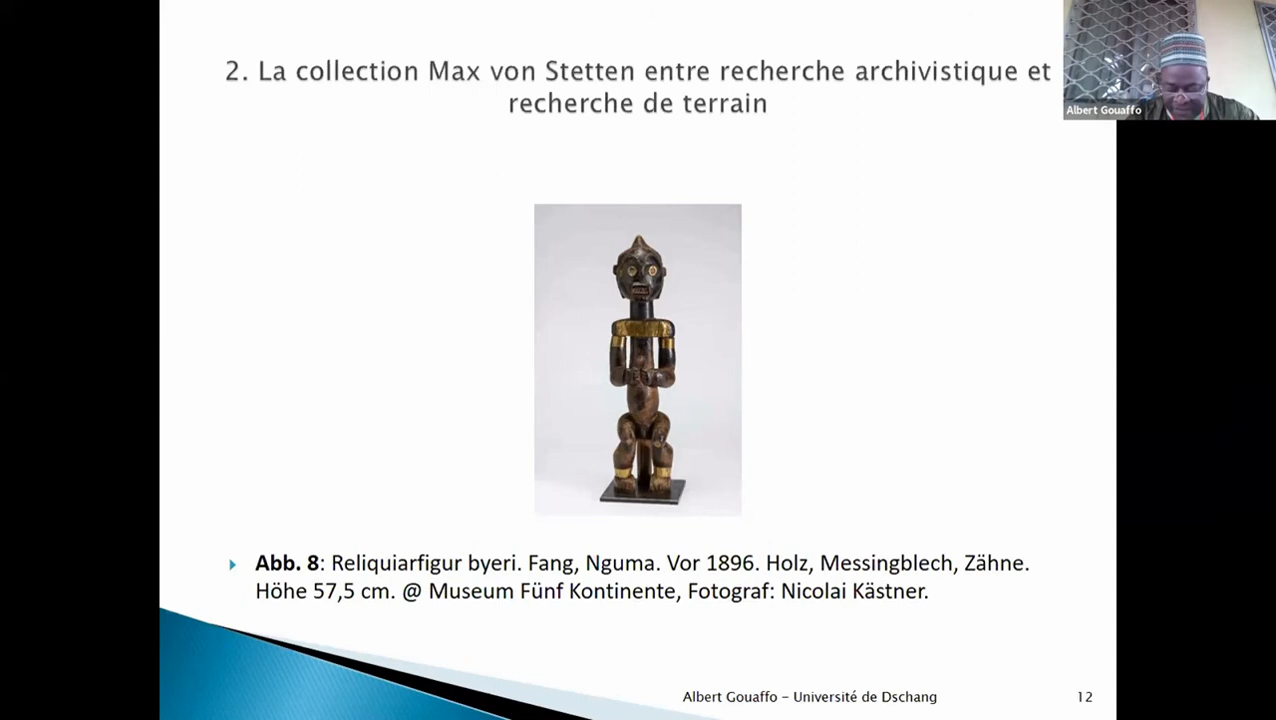 2. La collection Max von Stetten entre recherche archivistique et
recherche de terrain
Albert Gouaffo
Abb. 8: Reliquiarfigur byeri. Fang, Nguma. Vor 1896. Holz, Messingblech, Zähne.
Höhe 57,5 cm. @ Museum Fünf Kontinente, Fotograf: Nicolai Kästner.
Albert Gouaffo – Université de Dschang
12